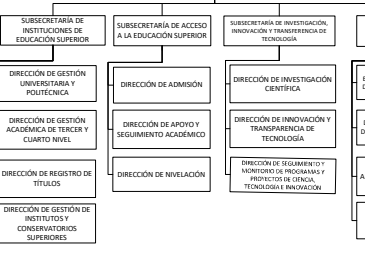 SUBSECRETARÍA DE
INSTITUCIONES DE
EDUCACIÓN SUPERIOR
DIRECCIÓN DE GESTIÓN
UNIVERSITARIA Y
POLITÉCNICA
DIRECCIÓN DE GESTIÓN
ACADÉMICA DE TERCER Y
CUARTO NIVEL
DIRECCIÓN DE REGISTRO DE
TÍTULOS
DIRECCIÓN DE GESTIÓN DE
INSTITUTOS Y
CONSERVATORIOS
SUPERIORES
SUBSECRETARÍA DE ACCESO
A LA EDUCACIÓN SUPERIOR
DIRECCIÓN DE ADMISIÓN
DIRECCIÓN DE APOYO Y
SEGUIMIENTO ACADÉMICO
DIRECCIÓN DE NIVELACIÓN
SUBSECRETARÍA DE INVESTIGACIÓN,
INNOVACIÓN Y TRANSFERENCIA DE
TECNOLOGÍA
DIRECCIÓN DE INVESTIGACIÓN
CIENTÍFICA
DIRECCIÓN DE INNOVACIÓN Y
TRANSPARENCIA DE
TECNOLOGÍA
DIRECCIÓN DE SEGUIMIENTO Y
MONITORIO DE PROGRAMAS Y
PROYECTOS DE CIENCIA,
TECNOLOGIA E INNOVACIÓN